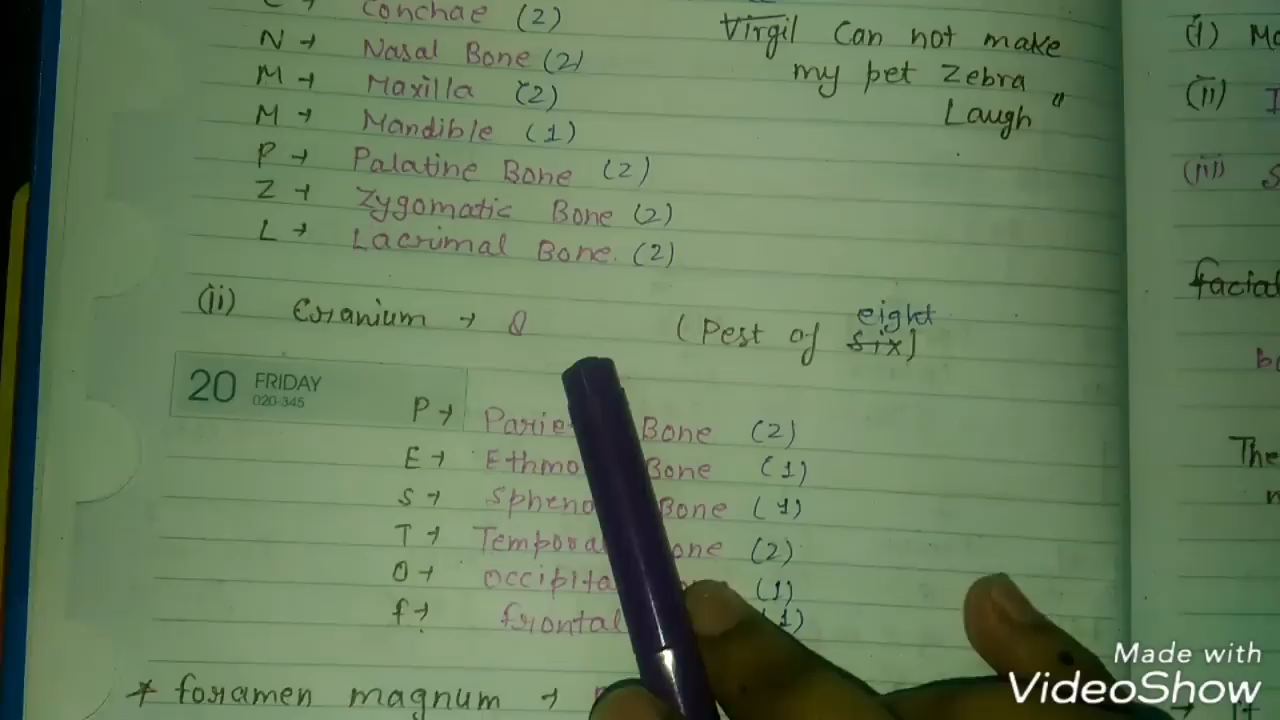 Conchae (2)
N → Nasal Bone (2)
M → Maxilla (2)
M → Mandible (1)
P → Palatine Bone (2)
Z → Zygomatic Bone (2)
L → Lacrimal Bone. (2)
Virgil Can not make
my pet Zebra
Laugh"
(ii) Cranium → 8 (Pest of six) eight
20 FRIDAY
020-345
P → Parie Bone (2)
E → Ethmo Bone (1)
S → Spheno Bone (1)
T → Tempora one (2)
O → Occipita (1)
f → frontal (1)
* foramen magnum →
(i) Mo
(ii) I
(iii) S
facial
The
Made with
VideoShow